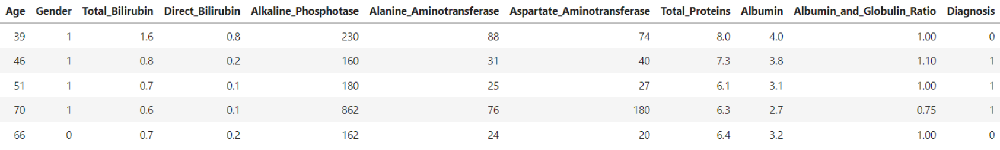 Age Gender Total_Bilirubin Direct_Bilirubin Alkaline_Phosphotase Alanine_Aminotransferase Aspartate_Aminotransferase Total_Proteins Albumin Albumin_and_Globulin_Ratio Diagnosis
39 1 1.6 0.8 230 88 74 8.0 4.0 1.00 0
46 1 0.8 0.2 160 31 40 7.3 3.8 1.10 1
51 1 0.7 0.1 180 25 27 6.1 3.1 1.00 1
70 1 0.6 0.1 862 76 180 6.3 2.7 0.75 1
66 0 0.7 0.2 162 24 20 6.4 3.2 1.00 0